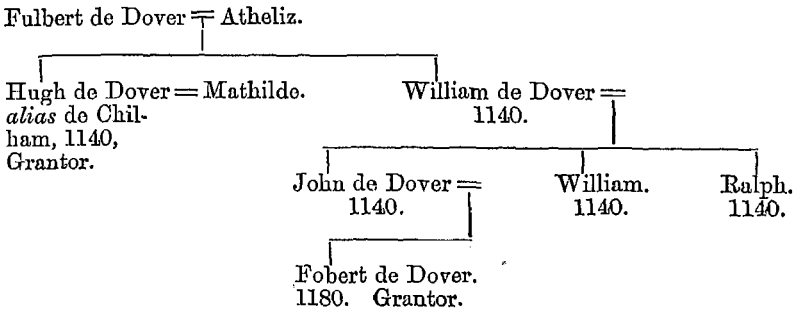 Fulbert de Dover = Atheliz.
Hugh de Dover = Mathilde.
alias de Chil-
ham, 1140,
Grantor.
William de Dover =
1140.
John de Dover =
1140.
William.
1140.
Ralph.
1140.
Fobert de Dover.
1180. Grantor.